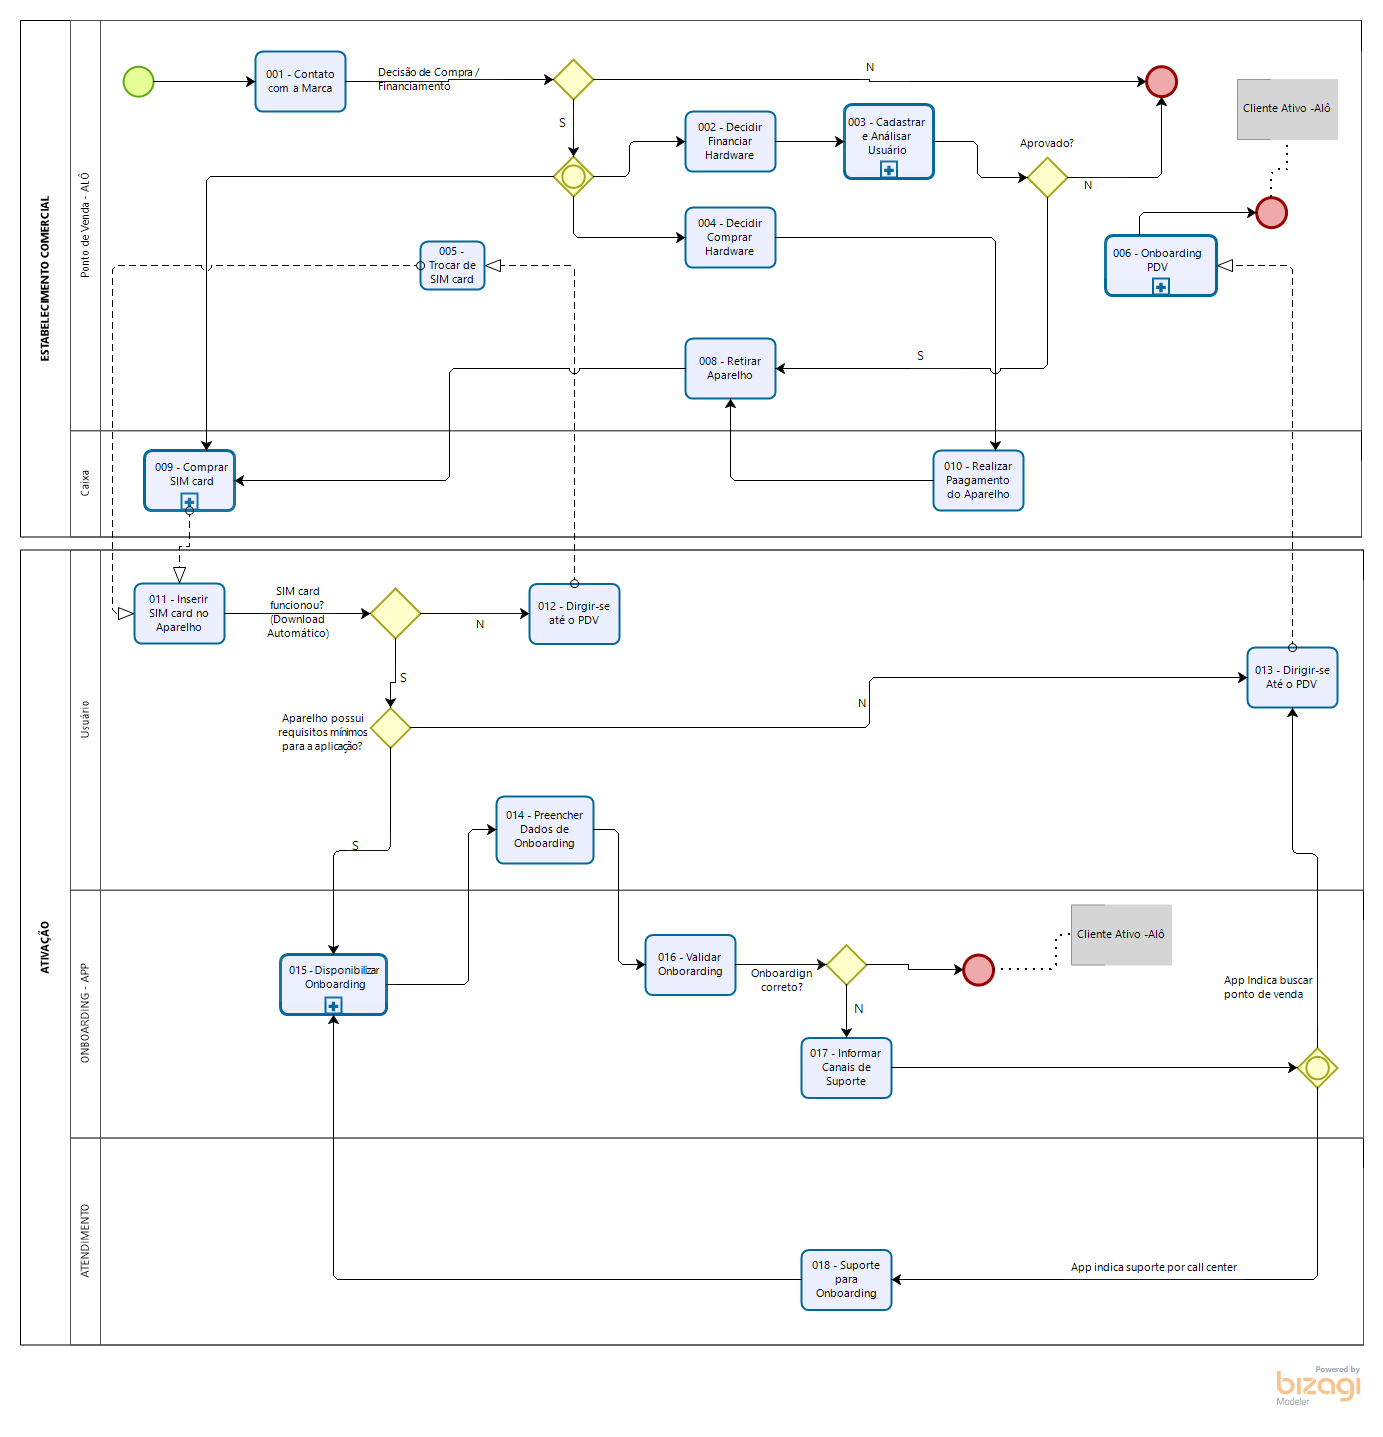 ESTABELECIMENTO COMERCIAL
Ponto de Venda - ALÔ
001 - Contato
com a Marca
Decisão de Compra /
Financiamento
N
S
002 - Decidir
Financiar
Hardware
003 - Cadastrar
e Análisar
Usuário
Aprovado?
N
Cliente Ativo -Alô
004 - Decidir
Comprar
Hardware
005 -
Trocar de
SIM card
006 - Onboarding
PDV
008 - Retirar
Aparelho
S
Caixa
009 - Comprar
SIM card
010 - Realizar
Paagamento
do Aparelho
ATIVAÇÃO
Usuário
011 - Inserir
SIM card no
Aparelho
SIM card
funcionou?
(Download
Automático)
N
012 - Dirgir-se
até o PDV
S
013 - Dirigir-se
Até o PDV
Aparelho possui
requisitos mínimos
para a aplicação?
N
S
014 - Preencher
Dados de
Onboarding
ONBOARDING - APP
015 - Disponibilizar
Onboarding
016 - Validar
Onborarding
Onboardign
correto?
Cliente Ativo -Alô
N
017 - Informar
Canais de
Suporte
App Indica buscar
ponto de venda
ATENDIMENTO
018 - Suporte
para
Onboarding
App indica suporte por call center
Powered by
bizagi
Modeler